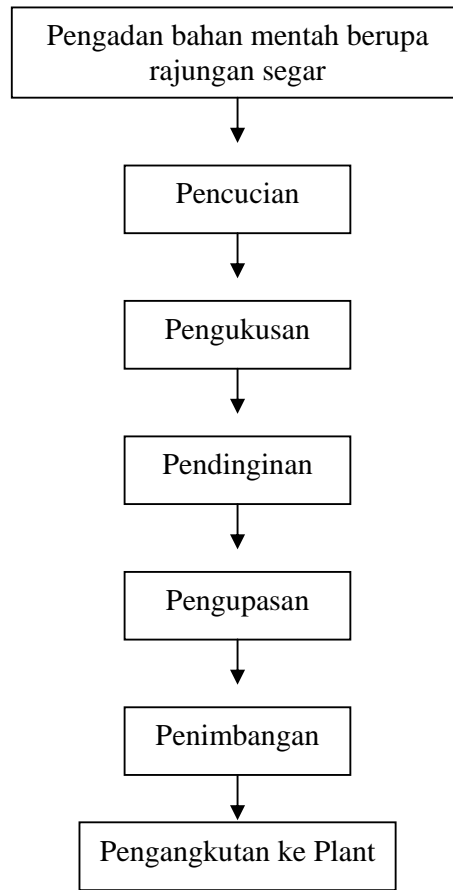 Pengadan bahan mentah berupa
rajungan segar
Pencucian
Pengukusan
Pendinginan
Pengupasan
Penimbangan
Pengangkutan ke Plant